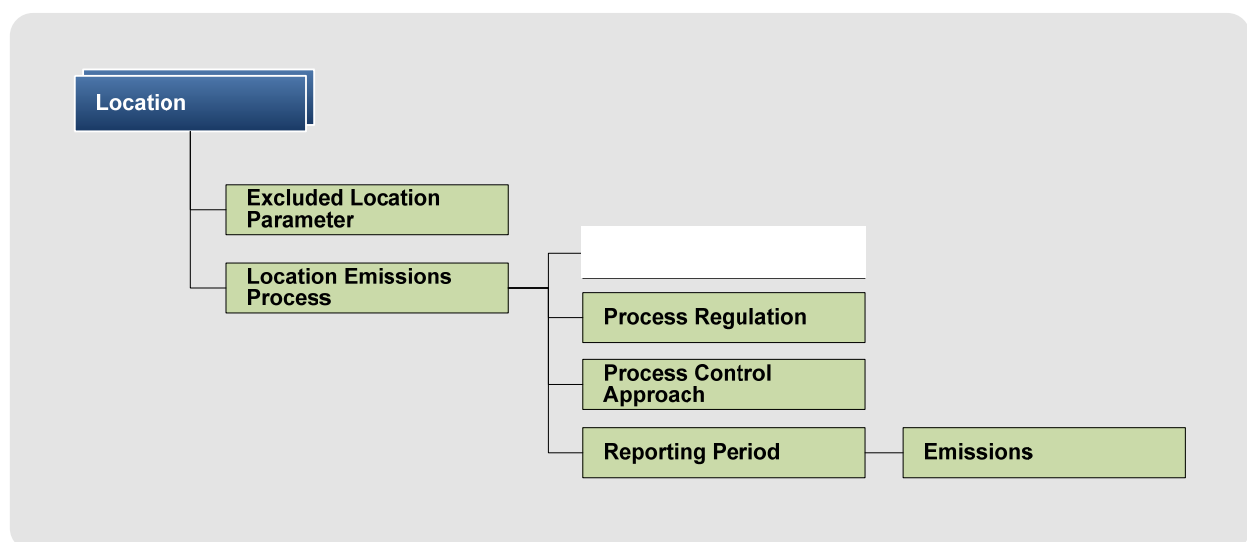 Location
Excluded Location
Parameter
Location Emissions
Process
Process Regulation
Process Control
Approach
Reporting Period
Emissions